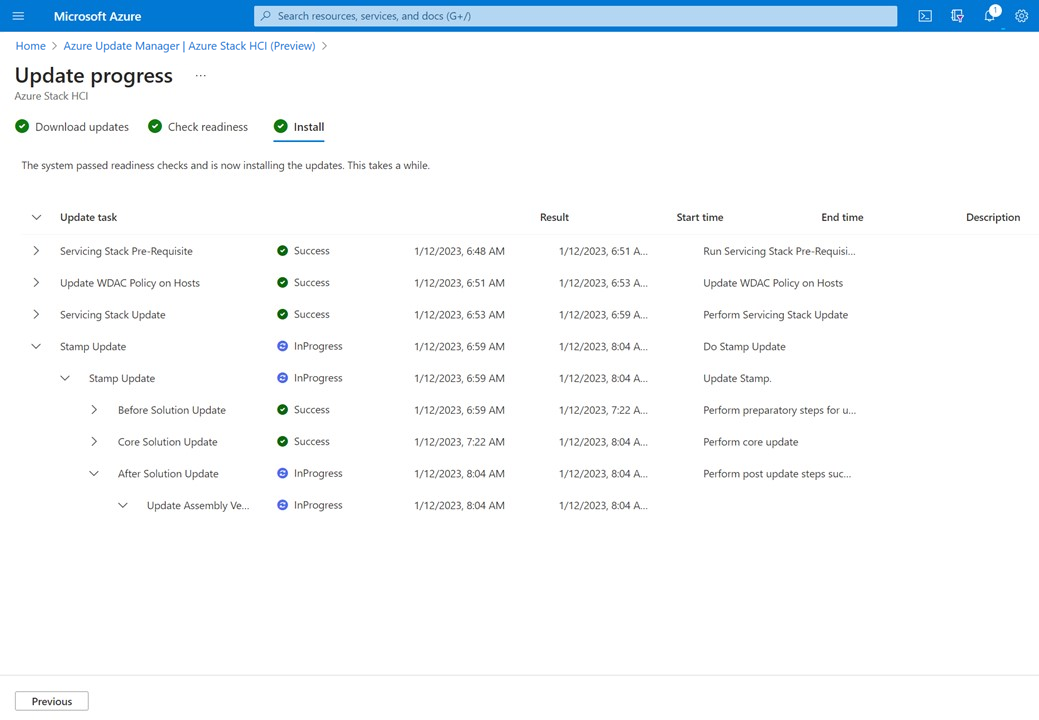 Microsoft Azure
Search resources, services, and docs (G+/)
1
Home > Azure Update Manager | Azure Stack HCI (Preview) >
Update progress ...
Azure Stack HCI
Download updates Check readiness Install
The system passed readiness checks and is now installing the updates. This takes a while.
Update task Result Start time End time Description
Servicing Stack Pre-Requisite Success 1/12/2023, 6:48 AM 1/12/2023, 6:51 A... Run Servicing Stack Pre-Requisi...
Update WDAC Policy on Hosts Success 1/12/2023, 6:51 AM 1/12/2023, 6:53 A... Update WDAC Policy on Hosts
Servicing Stack Update Success 1/12/2023, 6:53 AM 1/12/2023, 6:59 A... Perform Servicing Stack Update
Stamp Update InProgress 1/12/2023, 6:59 AM 1/12/2023, 8:04 A... Do Stamp Update
Stamp Update InProgress 1/12/2023, 6:59 AM 1/12/2023, 8:04 A... Update Stamp.
Before Solution Update Success 1/12/2023, 6:59 AM 1/12/2023, 7:22 A... Perform preparatory steps for u...
Core Solution Update Success 1/12/2023, 7:22 AM 1/12/2023, 8:04 A... Perform core update
After Solution Update InProgress 1/12/2023, 8:04 AM 1/12/2023, 8:04 A... Perform post update steps suc...
Update Assembly Ve... InProgress 1/12/2023, 8:04 AM 1/12/2023, 8:04 A...
Previous